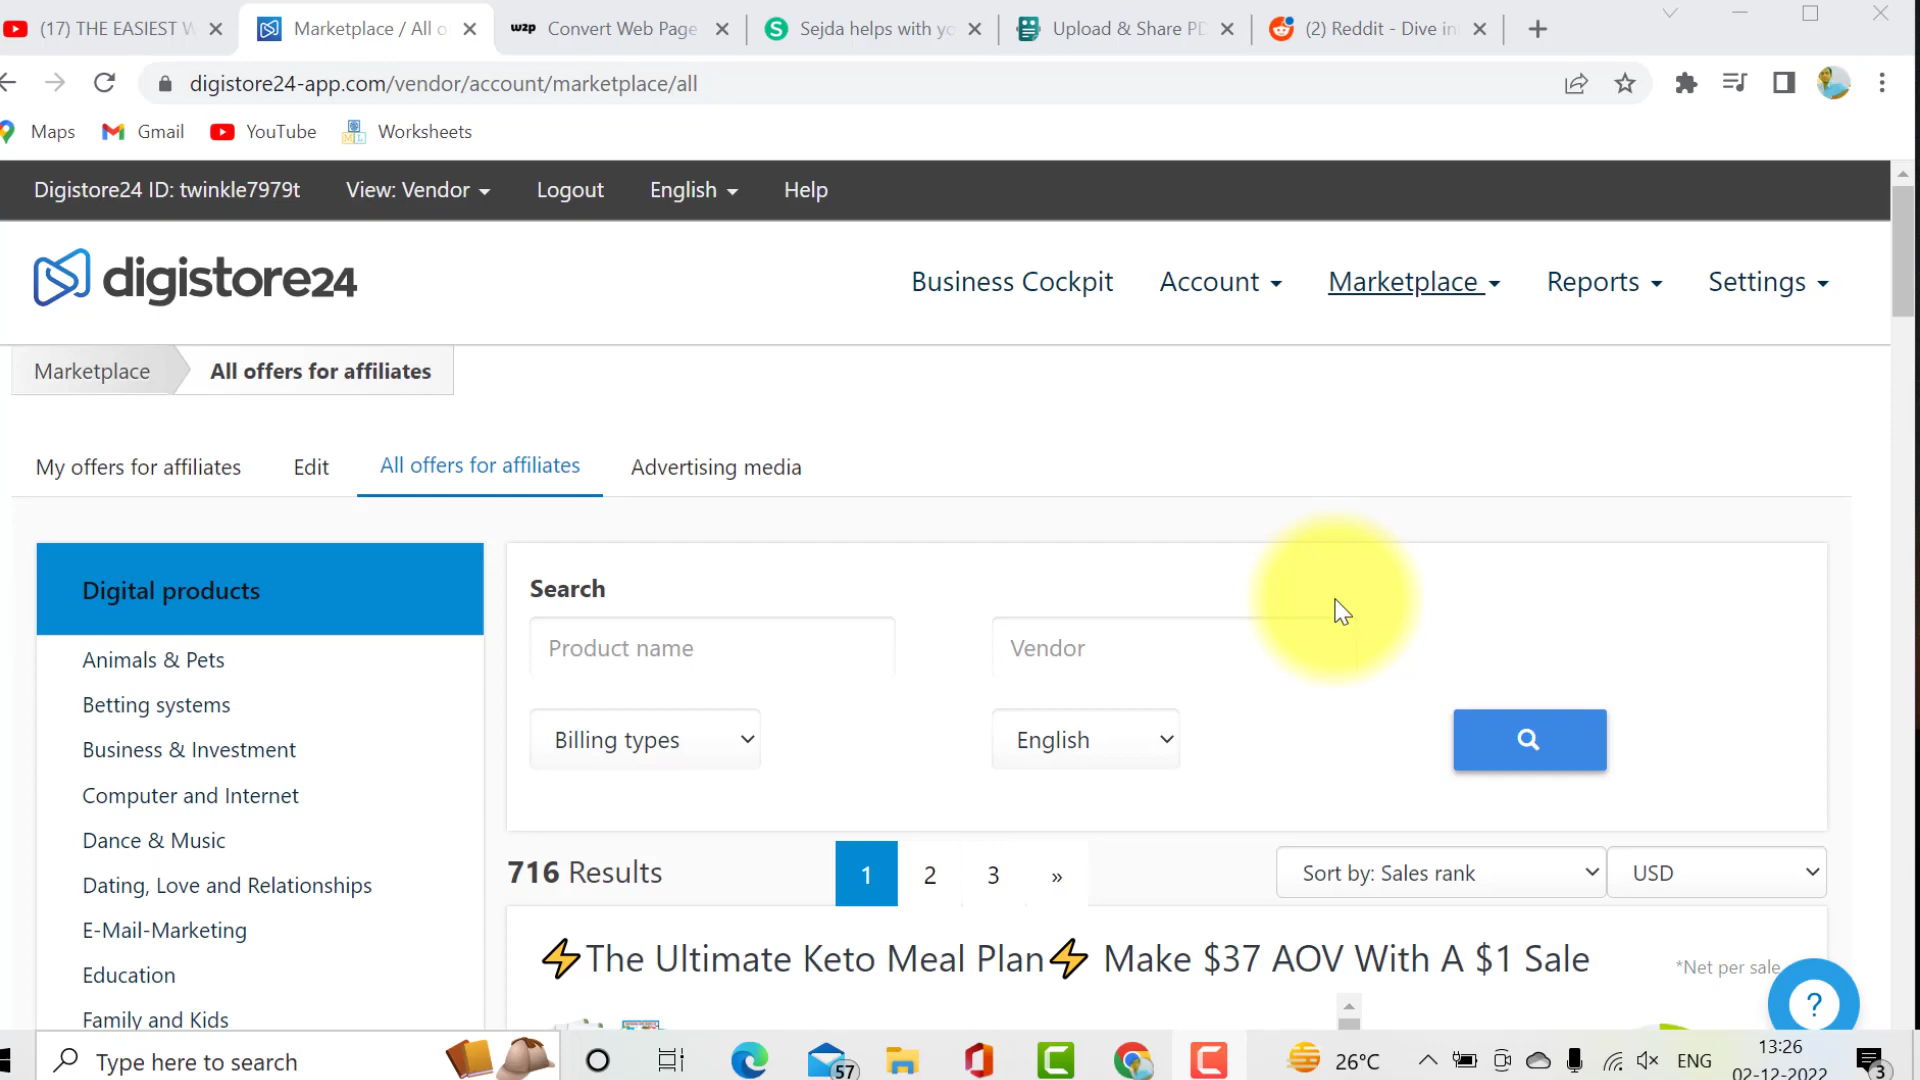 (17) THE EASIEST W
Marketplace / All o
W2P Convert Web Page
Sejda helps with yo
Upload & Share PD
(2) Reddit - Dive in
digistore24-app.com/vendor/account/marketplace/all
Maps
Gmail
YouTube
Worksheets
Digistore24 ID: twinkle7979t
View: Vendor
Logout
English
Help
digistore24
Business Cockpit
Account
Marketplace
Reports
Settings
Marketplace
All offers for affiliates
My offers for affiliates
Edit
All offers for affiliates
Advertising media
Digital products
Animals & Pets
Betting systems
Business & Investment
Computer and Internet
Dance & Music
Dating, Love and Relationships
E-Mail-Marketing
Education
Family and Kids
Search
Product name
Vendor
Billing types
English
716 Results
1 2 3 »
Sort by: Sales rank
USD
⚡The Ultimate Keto Meal Plan⚡ Make $37 AOV With A $1 Sale
*Net per sale
?
Type here to search
57
26°C
ENG
13:26
02-12-2022
3